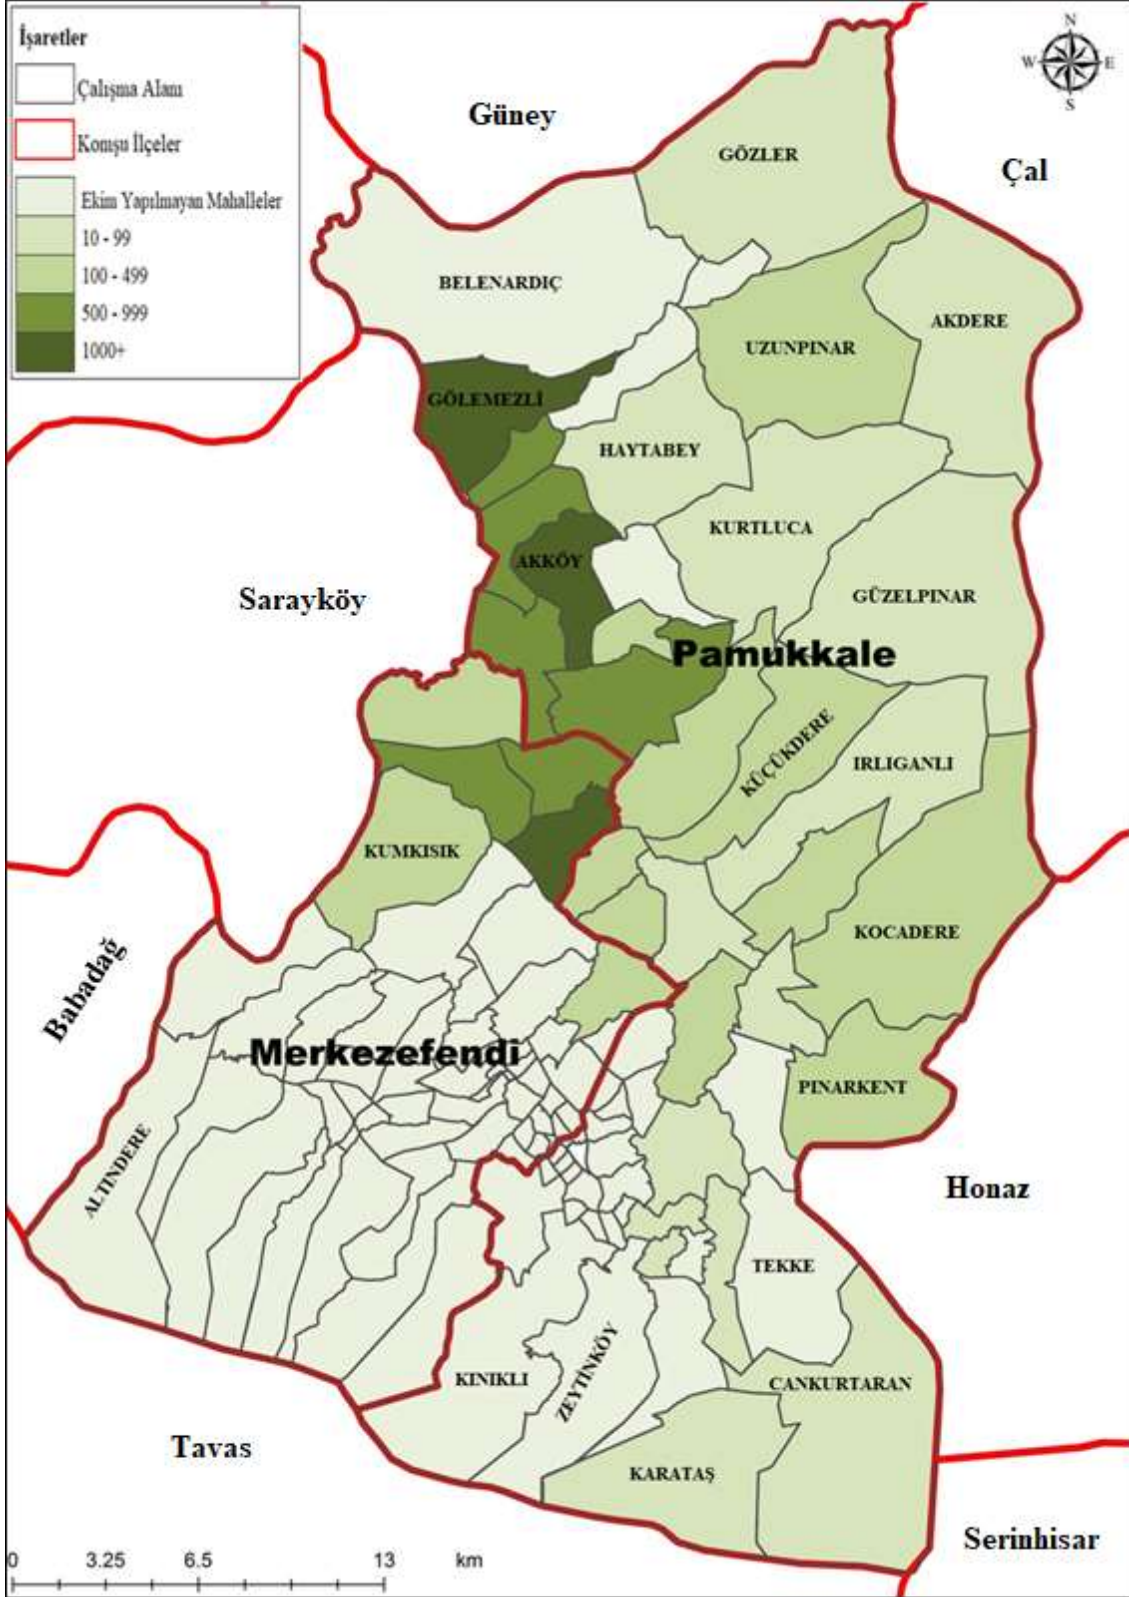 İşaretler
Çalışma Alanı
Komşu İlçeler
Ekim Yapılmayan Mahalleler
10 - 99
100 - 499
500 - 999
1000+
N
W E
S
Güney
Çal
GÖZLER
BELENARDIÇ
AKDERE
UZUNPINAR
GÖLEMEZLİ
HAYTABEY
KURTLUCA
AKKÖY
Sarayköy
GÜZELPINAR
Pamukkale
KÜÇÜKDERE
IRLIGANLI
KUMKISIK
KOCADERE
Babadağ
Merkezefendi
PINARKENT
ALTINDERE
Honaz
TEKKE
KINIKLI
ZEYTİNKÖY
CANKURTARAN
Tavas
KARATAŞ
Serinhisar
0 3.25 6.5 13 km